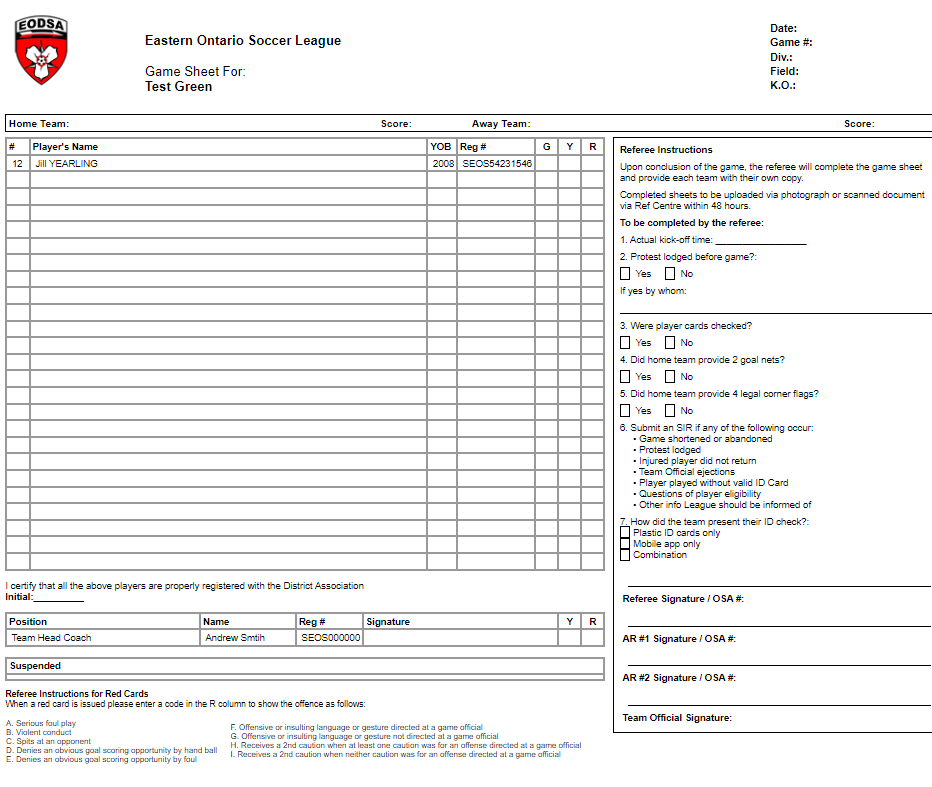 EODSA
Eastern Ontario Soccer League
Game Sheet For:
Test Green
Date:
Game #:
Div.:
Field:
K.O.:
Home Team: Score: Away Team: Score:
# Player's Name YOB Reg # G Y R
12 Jill YEARLING 2008 SEOS54231546
I certify that all the above players are properly registered with the District Association
Initial:__________
Position Name Reg # Signature Y R
Team Head Coach Andrew Smtih SEOS000000
Suspended
Referee Instructions for Red Cards
When a red card is issued please enter a code in the R column to show the offence as follows:
A. Serious foul play
B. Violent conduct
C. Spits at an opponent
D. Denies an obvious goal scoring opportunity by hand ball
E. Denies an obvious goal scoring opportunity by foul
F. Offensive or insulting language or gesture directed at a game official
G. Offensive or insulting language or gesture not directed at a game official
H. Receives a 2nd caution when at least one caution was for an offense directed at a game official
I. Receives a 2nd caution when neither caution was for an offense directed at a game official
Referee Instructions
Upon conclusion of the game, the referee will complete the game sheet
and provide each team with their own copy.
Completed sheets to be uploaded via photograph or scanned document
via Ref Centre within 48 hours.
To be completed by the referee:
1. Actual kick-off time: __________________
2. Protest lodged before game?:
Yes No
If yes by whom:
3. Were player cards checked?
Yes No
4. Did home team provide 2 goal nets?
Yes No
5. Did home team provide 4 legal corner flags?
Yes No
6. Submit an SIR if any of the following occur:
• Game shortened or abandoned
• Protest lodged
• Injured player did not return
• Team Official ejections
• Player played without valid ID Card
• Questions of player eligibility
• Other info League should be informed of
7. How did the team present their ID check?:
Plastic ID cards only
Mobile app only
Combination
Referee Signature / OSA #:
AR #1 Signature / OSA #:
AR #2 Signature / OSA #:
Team Official Signature: